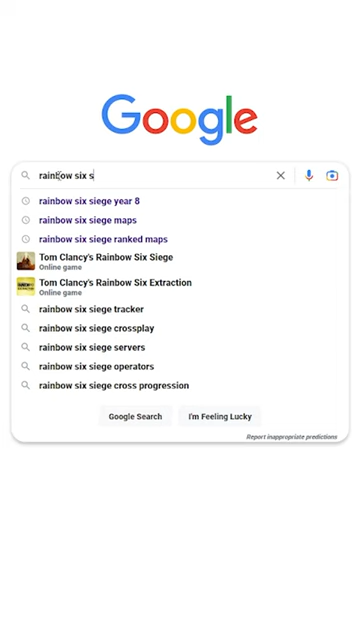 Google
rainbow six s
rainbow six siege year 8
rainbow six siege maps
rainbow six siege ranked maps
Tom Clancy's Rainbow Six Siege
Online game
Tom Clancy's Rainbow Six Extraction
Online game
rainbow six siege tracker
rainbow six siege crossplay
rainbow six siege servers
rainbow six siege operators
rainbow six siege cross progression
Google Search I'm Feeling Lucky
Report inappropriate predictions